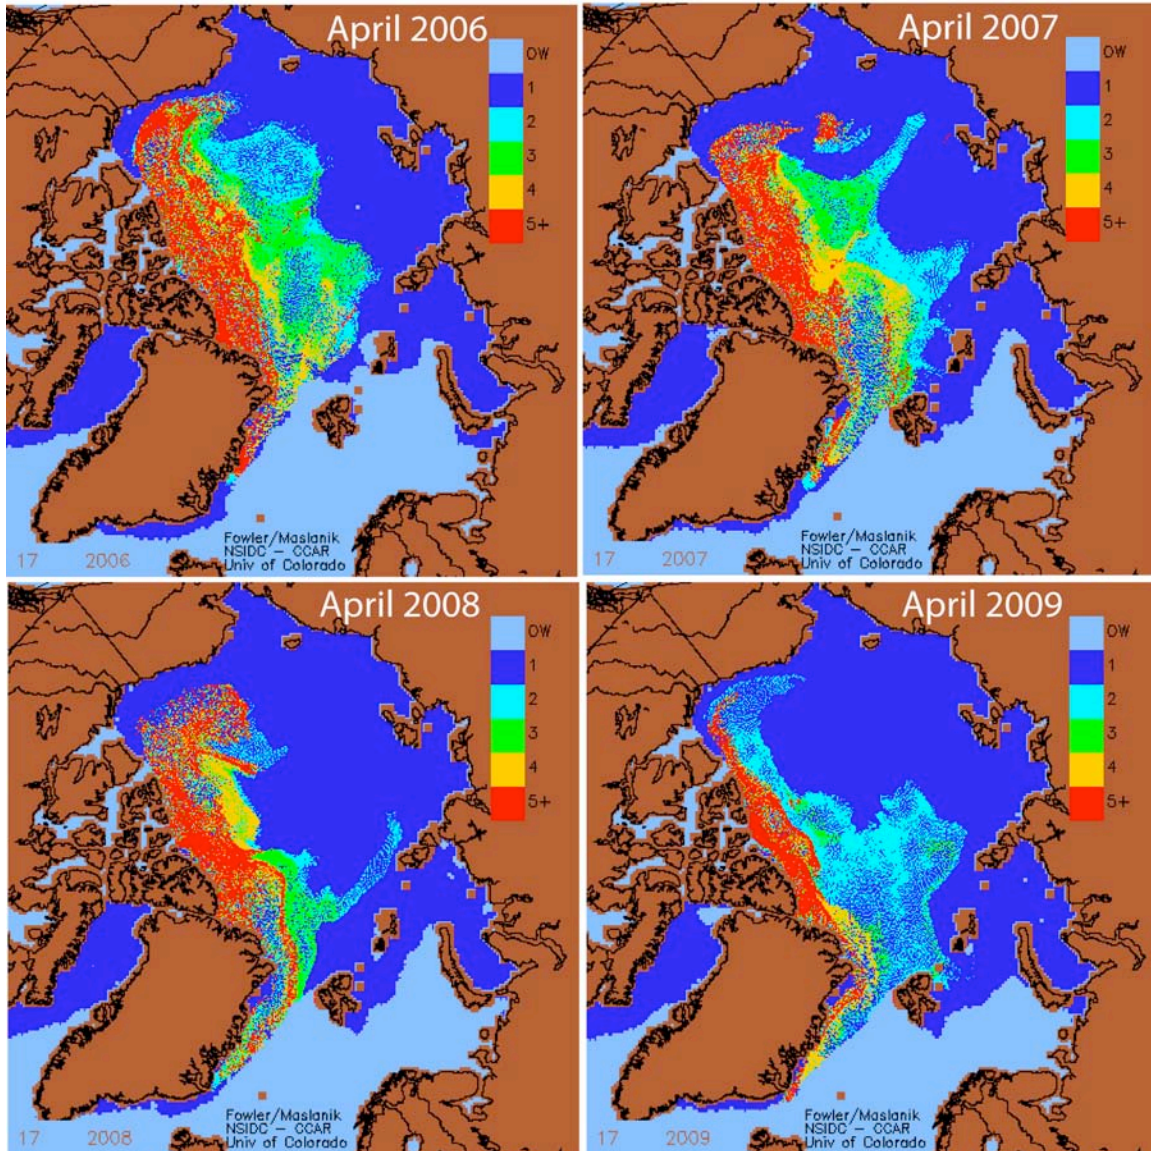 April 2006
OW
1
2
3
4
5+
Fowler/Maslanik
NSIDC – CCAR
Univ of Colorado
17 2006
April 2007
OW
1
2
3
4
5+
Fowler/Maslanik
NSIDC – CCAR
Univ of Colorado
17 2007
April 2008
OW
1
2
3
4
5+
Fowler/Maslanik
NSIDC – CCAR
Univ of Colorado
17 2008
April 2009
OW
1
2
3
4
5+
Fowler/Maslanik
NSIDC – CCAR
Univ of Colorado
17 2009